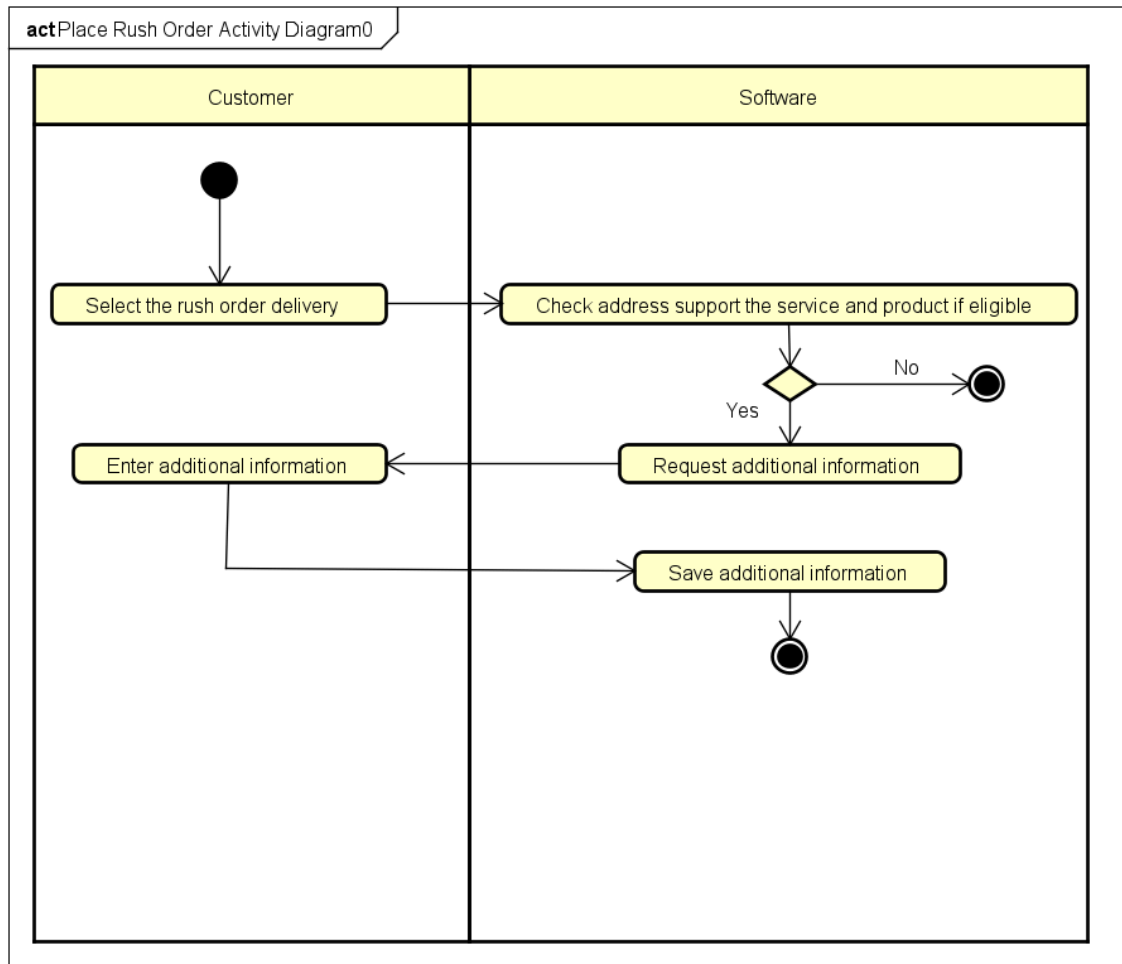 act Place Rush Order Activity Diagram0
Customer
Software
Select the rush order delivery
Check address support the service and product if eligible
No
Yes
Enter additional information
Request additional information
Save additional information